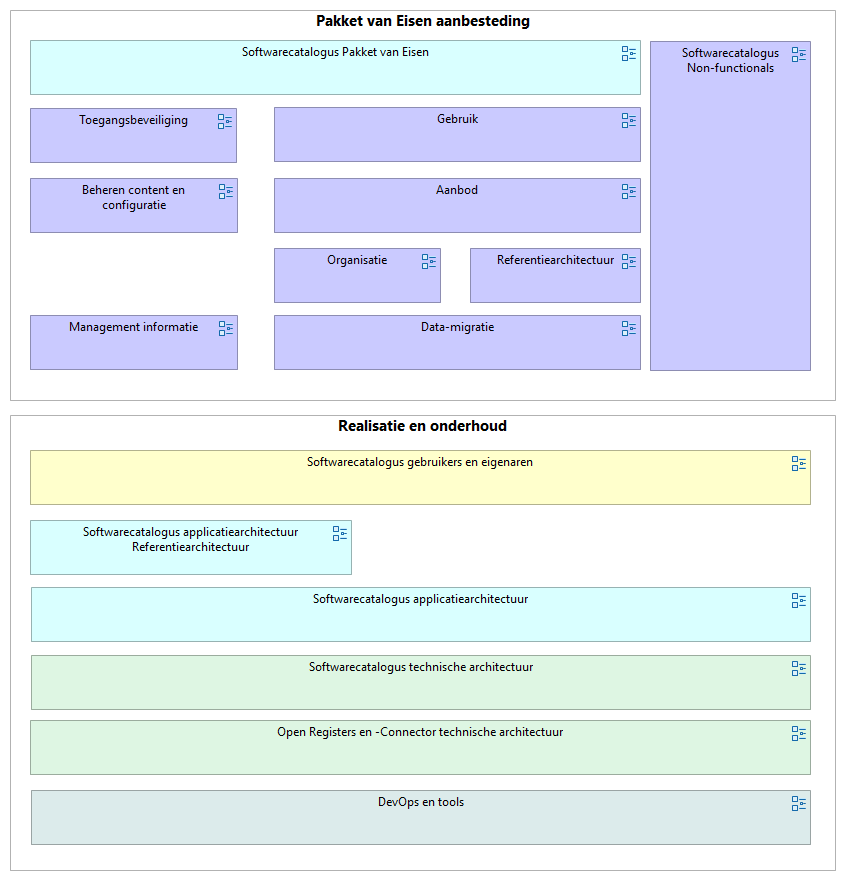 Pakket van Eisen aanbesteding
Softwarecatalogus Pakket van Eisen
Softwarecatalogus
Non-functionals
Toegangsbeveiliging
Gebruik
Beheren content en
configuratie
Aanbod
Organisatie
Referentiearchitectuur
Management informatie
Data-migratie
Realisatie en onderhoud
Softwarecatalogus gebruikers en eigenaren
Softwarecatalogus applicatiearchitectuur
Referentiearchitectuur
Softwarecatalogus applicatiearchitectuur
Softwarecatalogus technische architectuur
Open Registers en -Connector technische architectuur
DevOps en tools